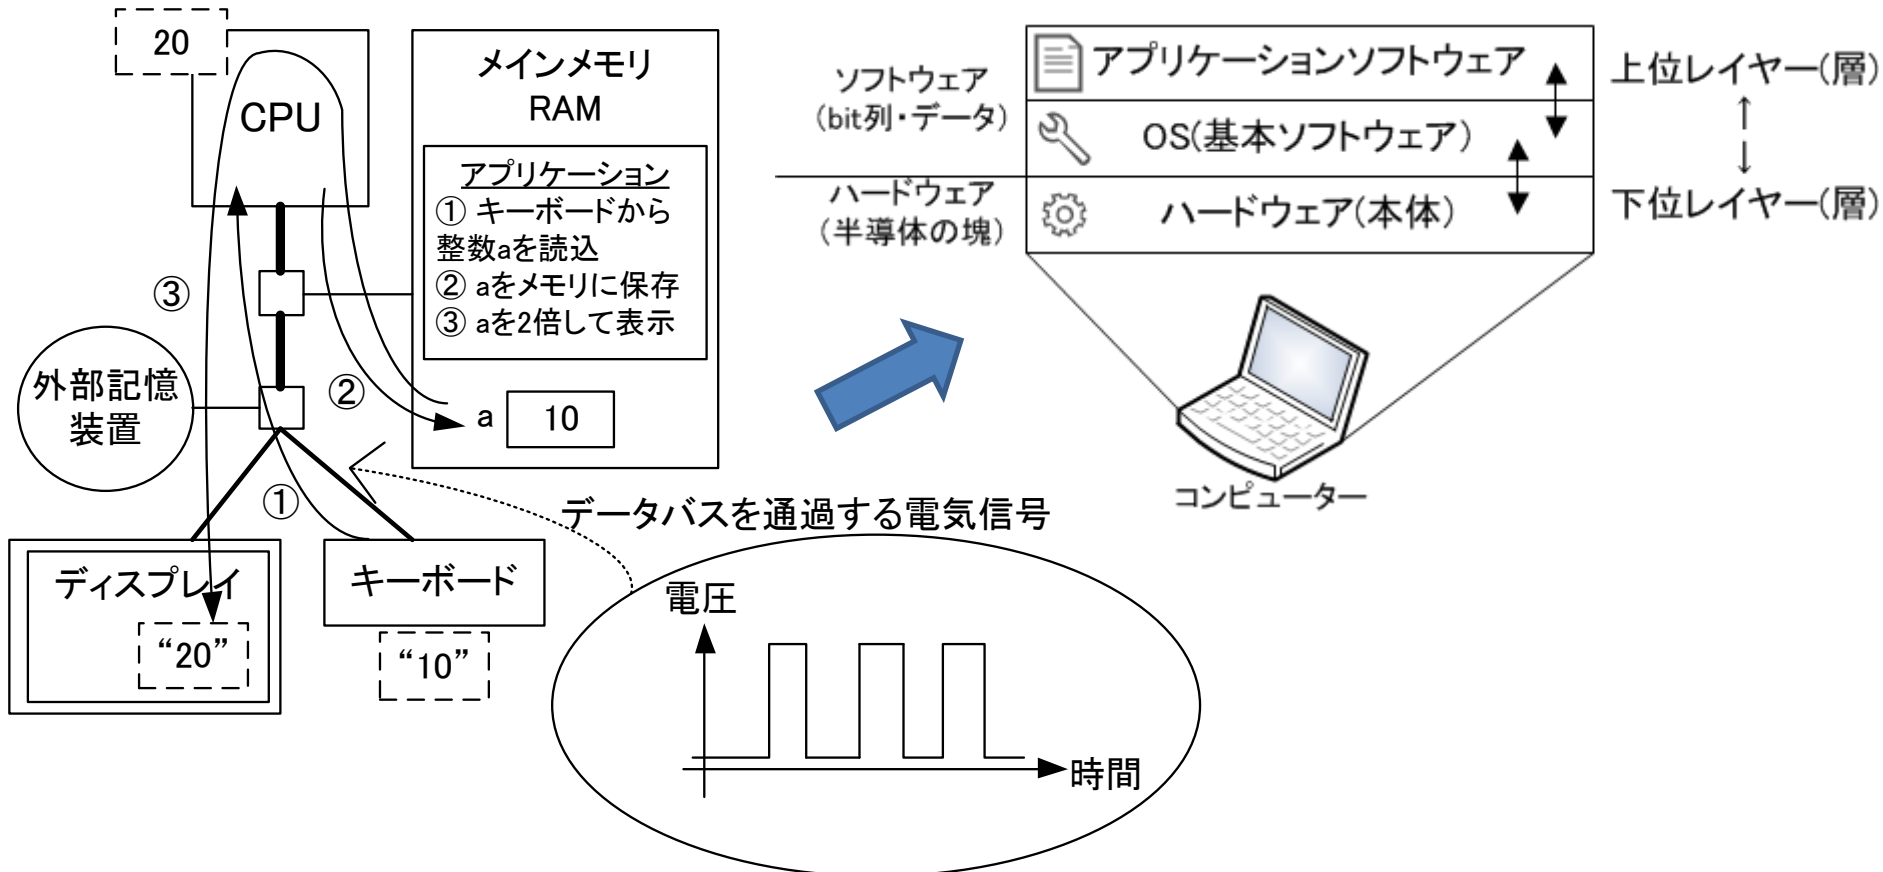 20
CPU
メインメモリ
RAM
アプリケーション
① キーボードから
整数aを読込
② aをメモリに保存
③ aを2倍して表示
a
10
③
②
①
外部記憶
装置
ディスプレイ
“20”
キーボード
“10”
データバスを通過する電気信号
電圧
時間
ソフトウェア
(bit列・データ)
ハードウェア
(半導体の塊)
アプリケーションソフトウェア
OS(基本ソフトウェア)
ハードウェア(本体)
上位レイヤー(層)
↑
↓
下位レイヤー(層)
コンピューター